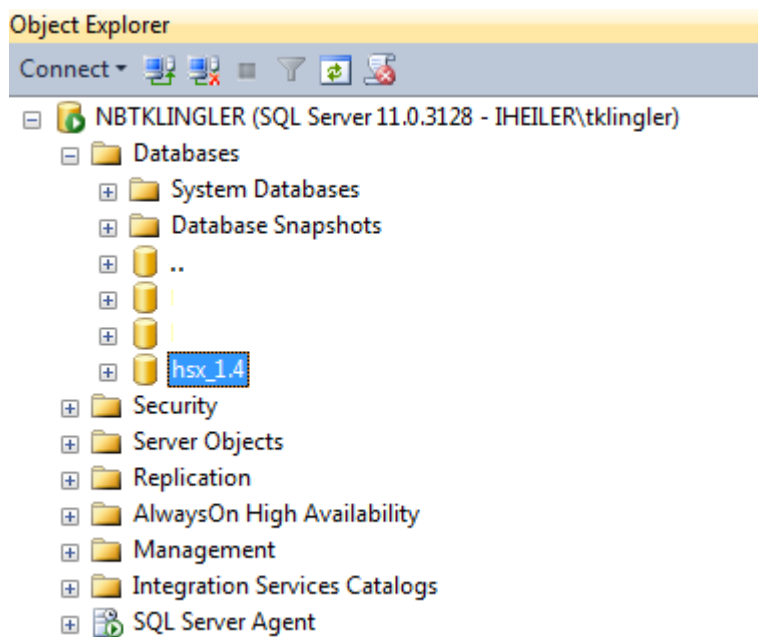 Object Explorer
Connect
NBTKLINGLER (SQL Server 11.0.3128 - IHEILER\tklingler)
Databases
System Databases
Database Snapshots
..
hsx_1.4
Security
Server Objects
Replication
AlwaysOn High Availability
Management
Integration Services Catalogs
SQL Server Agent